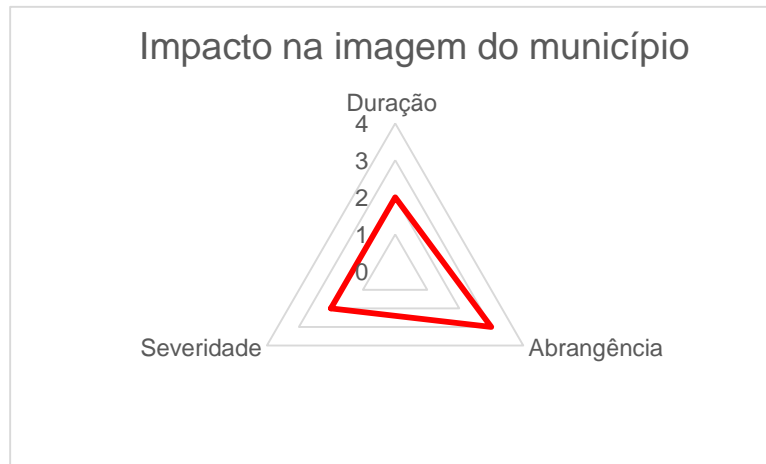 Impacto na imagem do município
Duração
4
3
2
1
0
Severidade
Abrangência